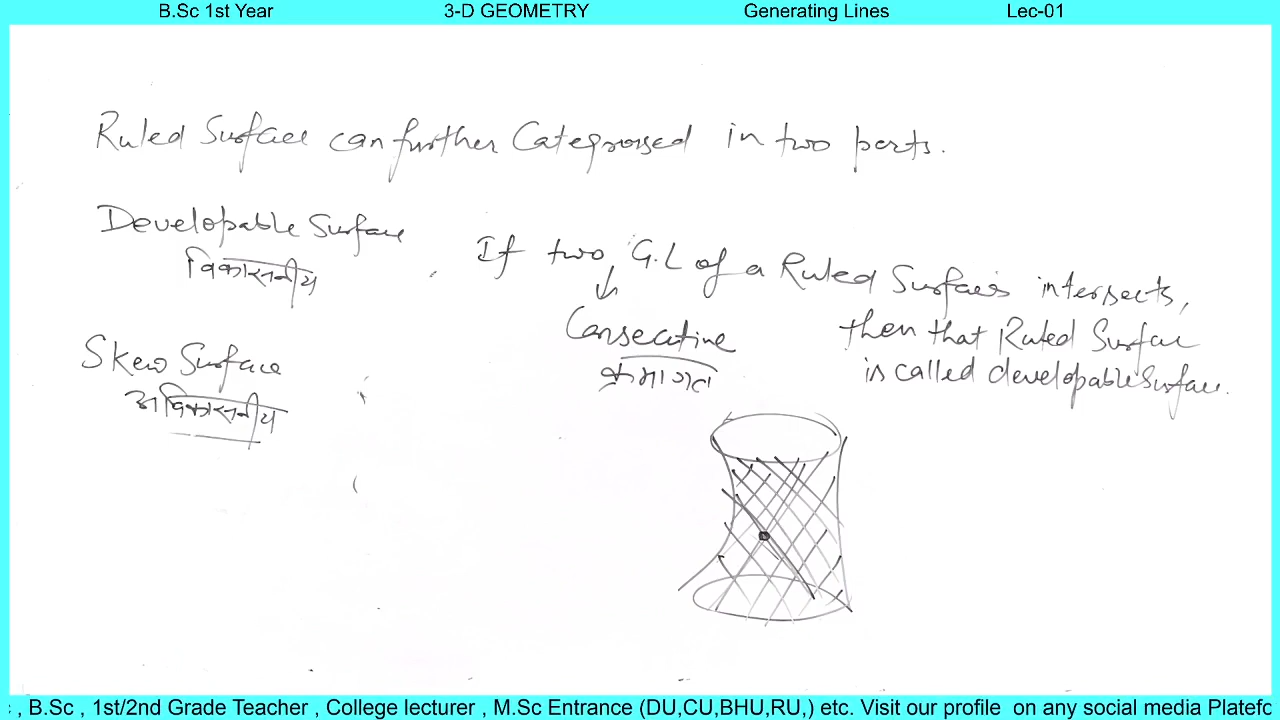 B.Sc 1st Year 3-D GEOMETRY Generating Lines Lec-01
Ruled Surface can further Categorised in two parts.
Developable Surface
विकासनीय
If two G.L of a Ruled Surfaces intersects,
Consecutive
क्रमागत
then that Ruled Surface
is called developable Surface.
Skew Surface
अविकासनीय
, B.Sc , 1st/2nd Grade Teacher , College lecturer , M.Sc Entrance (DU,CU,BHU,RU,) etc. Visit our profile on any social media Platefo